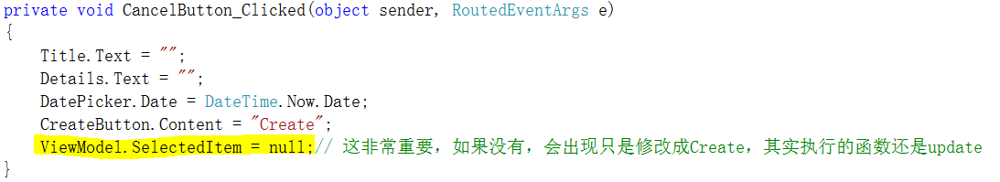 private void CancelButton_Clicked(object sender, RoutedEventArgs e)
{
    Title.Text = "";
    Details.Text = "";
    DatePicker.Date = DateTime.Now.Date;
    CreateButton.Content = "Create";
    ViewModel.SelectedItem = null;// 这非常重要，如果没有，会出现只是修改成Create，其实执行的函数还是update
}